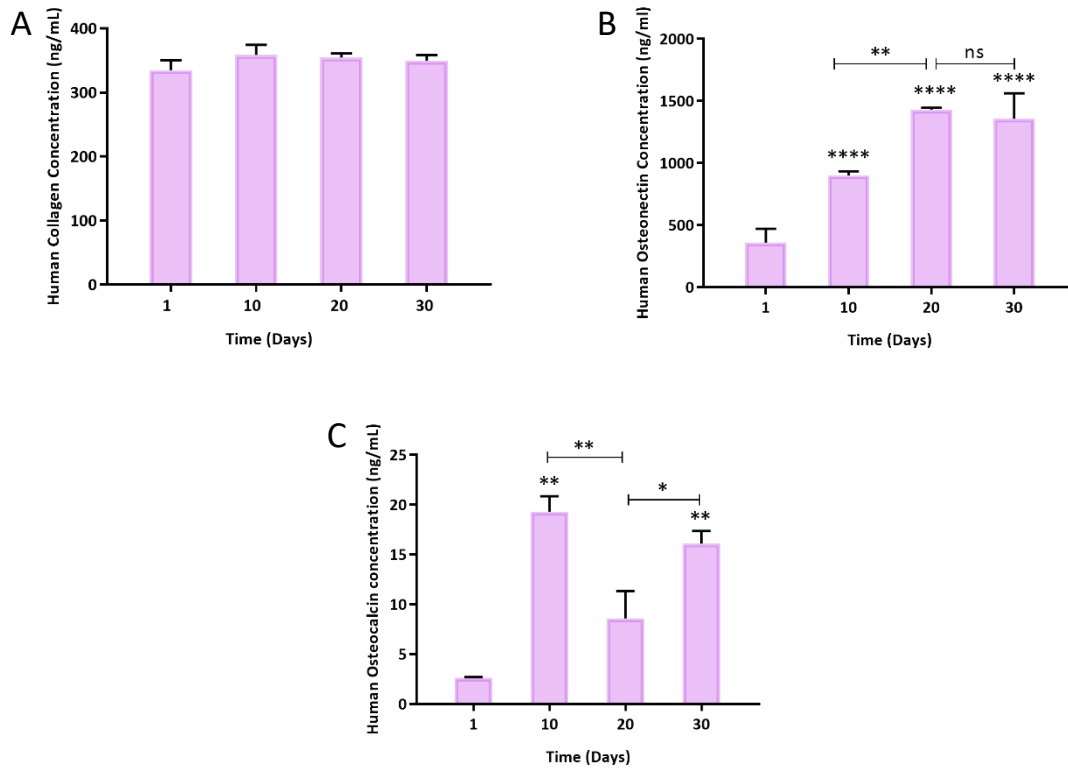 A
Human Collagen Concentration (ng/mL)
400
300
200
100
0
1 10 20 30
Time (Days)
B
Human Osteonectin Concentration (ng/ml)
2000
1500
1000
500
0
** ns
**** **** ****
1 10 20 30
Time (Days)
C
Human Osteocalcin concentration (ng/mL)
25
20
15
10
5
0
**
*
** **
1 10 20 30
Time (Days)